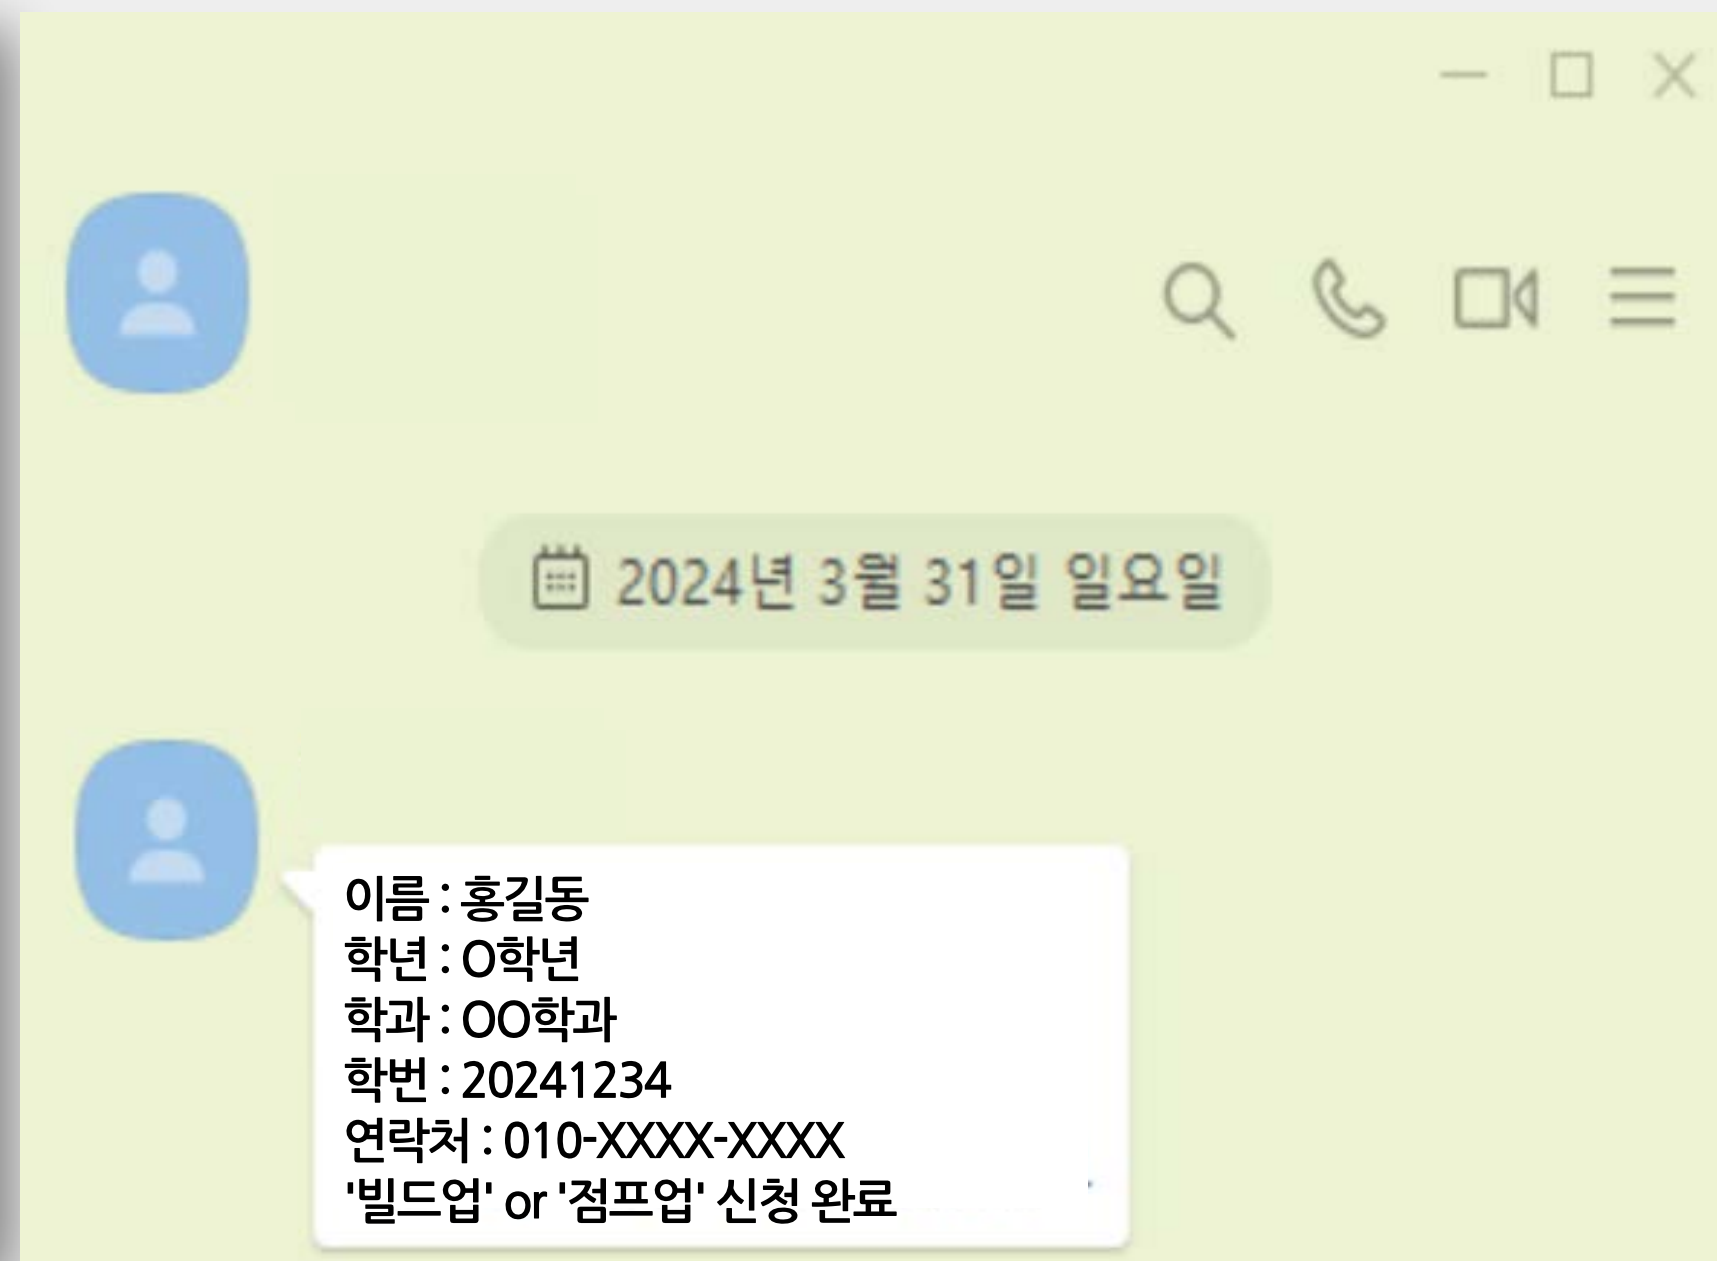 2024년 3월 31일 일요일
이름 : 홍길동
학년 : O학년
학과 : OO학과
학번 : 20241234
연락처 : 010-XXXX-XXXX
'빌드업' or '점프업' 신청 완료